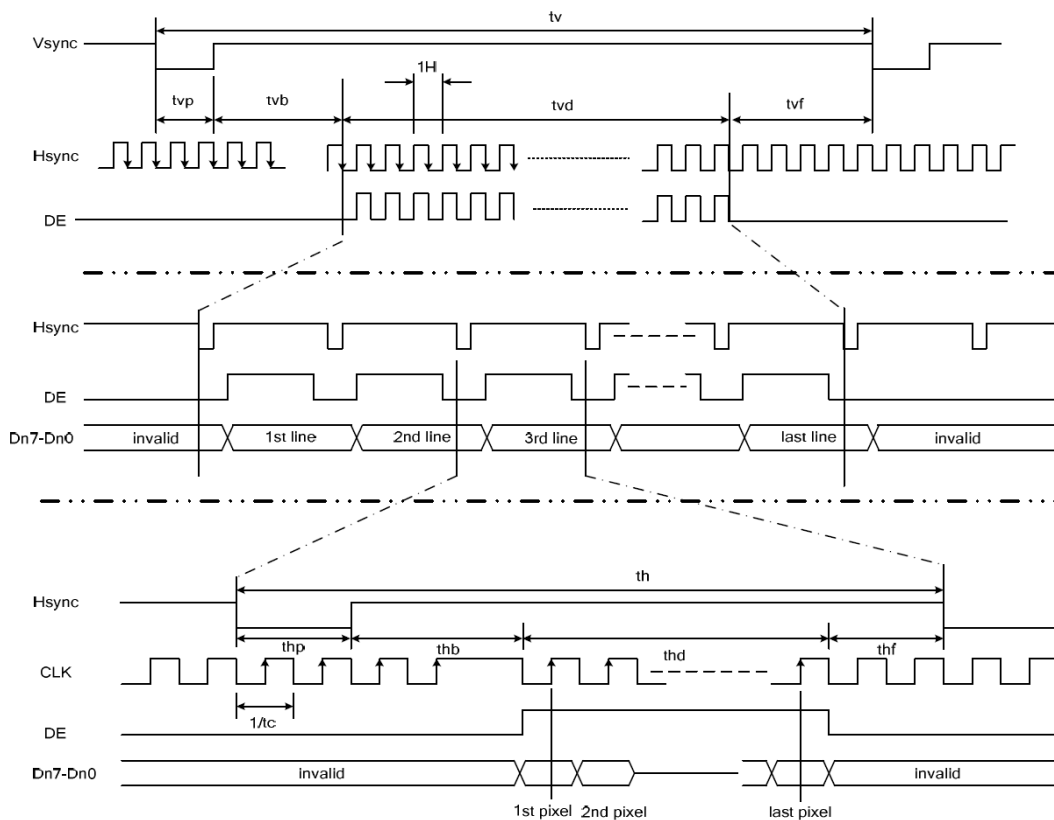 tv
Vsync
1H
tvp
tvb
tvd
tvf
Hsync
DE
Hsync
DE
Dn7-Dn0
invalid
1st line
2nd line
3rd line
last line
invalid
th
Hsync
thp
thb
thd
thf
CLK
1/tc
DE
Dn7-Dn0
invalid
invalid
1st pixel
2nd pixel
last pixel